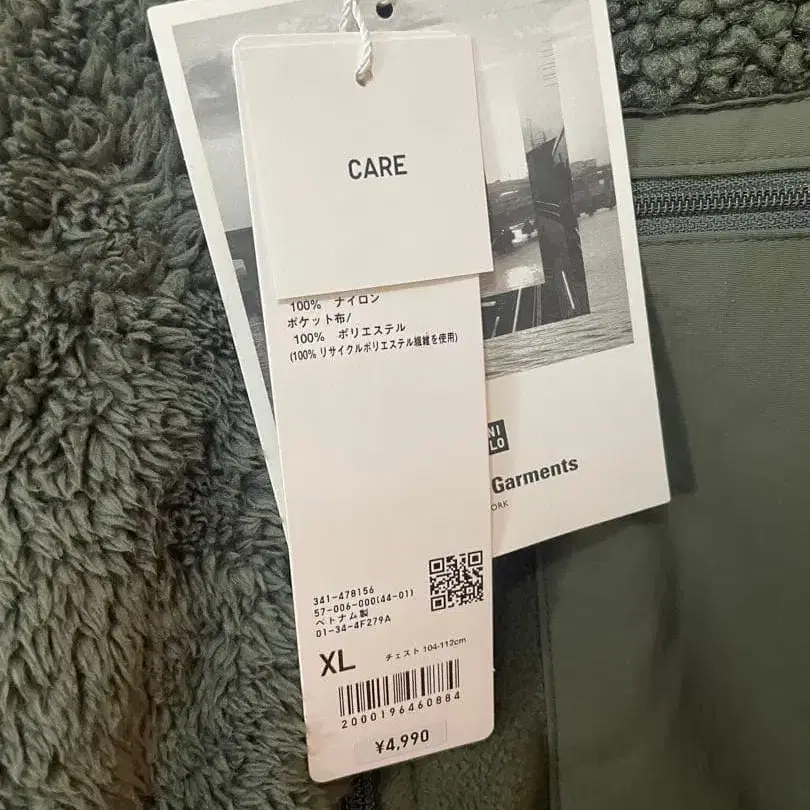 CARE
100% ナイロン
ポケット布/
100% ポリエステル
(100% リサイクルポリエステル繊維を使用)
NI
LO
Garments
ORK
341-478156
57-006-000(44-01)
ベトナム製
01-34-4F279A
XL チェスト 104-112cm
2000196460884
¥4,990